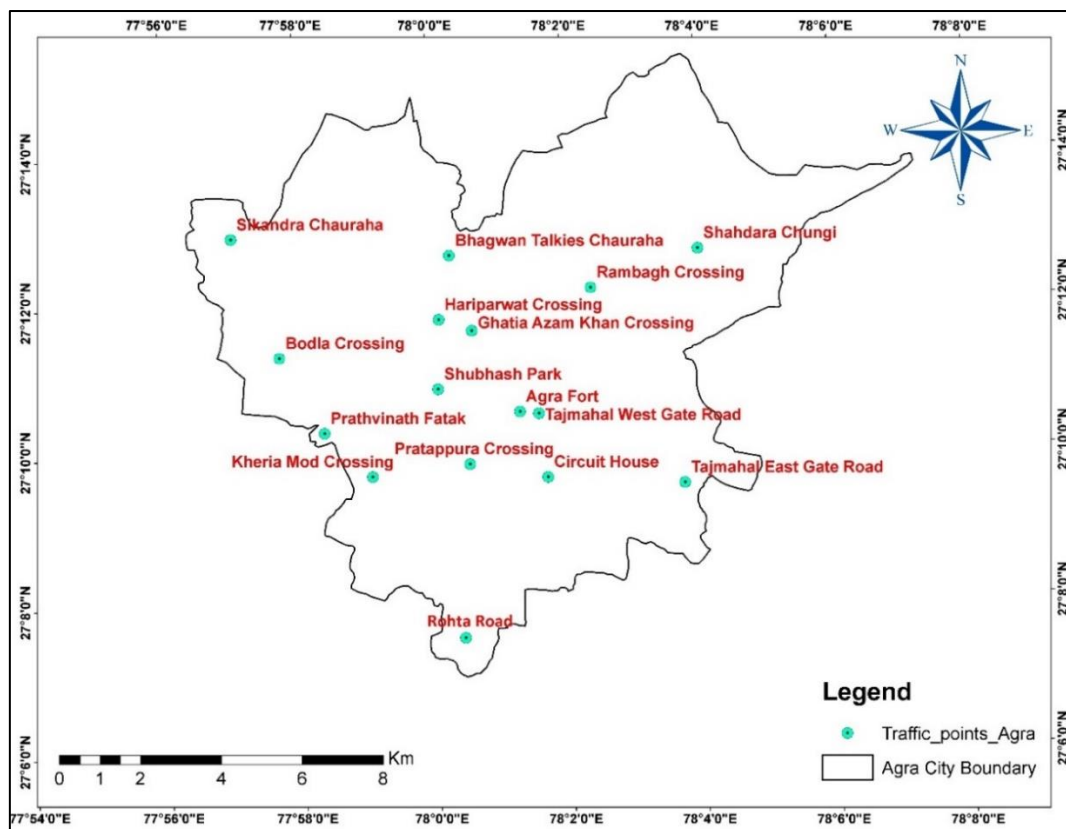 77°56'0"E 77°58'0"E 78°0'0"E 78°2'0"E 78°4'0"E 78°6'0"E 78°8'0"E
N
W E
S
27°14'0"N 27°14'0"N
Sikandra Chauraha
Bhagwan Talkies Chauraha
Shahdara Chungi
Rambagh Crossing
27°12'0"N 27°12'0"N
Hariparwat Crossing
Ghatia Azam Khan Crossing
Bodla Crossing
Shubhash Park
Agra Fort
Tajmahal West Gate Road
Prathvinath Fatak
27°10'0"N 27°10'0"N
Pratappura Crossing
Kheria Mod Crossing
Circuit House
Tajmahal East Gate Road
27°8'0"N 27°8'0"N
Rohta Road
Legend
Traffic_points_Agra
Agra City Boundary
27°6'0"N 27°6'0"N
Km
0 1 2 4 6 8
77°54'0"E 77°56'0"E 77°58'0"E 78°0'0"E 78°2'0"E 78°4'0"E 78°6'0"E 78°8'0"E